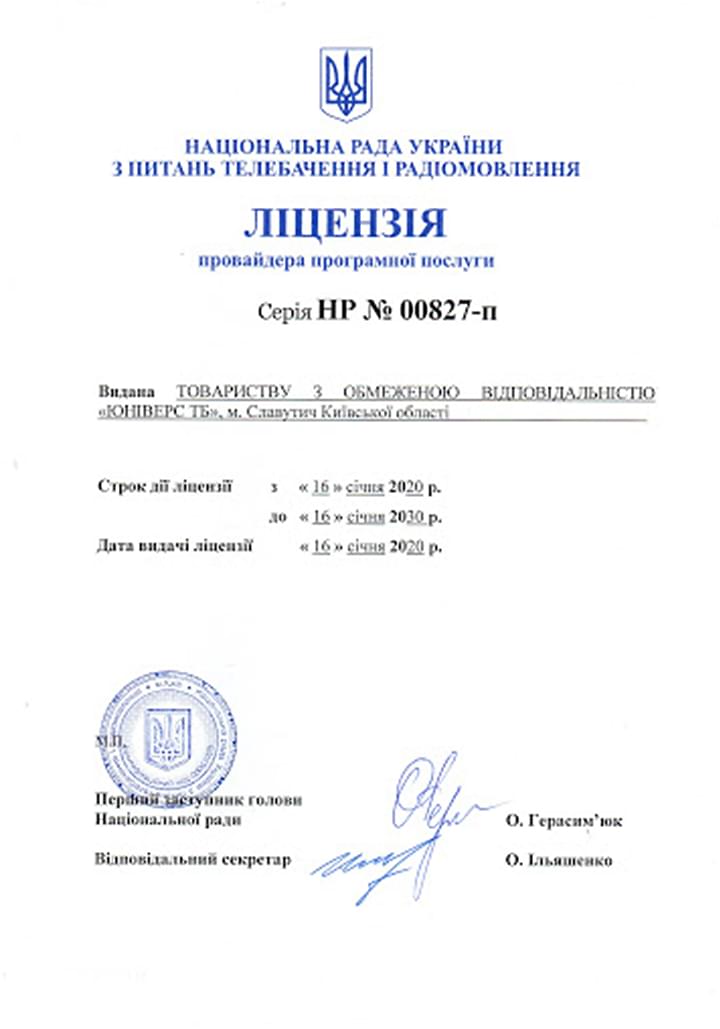 НАЦІОНАЛЬНА РАДА УКРАЇНИ
З ПИТАНЬ ТЕЛЕБАЧЕННЯ І РАДІОМОВЛЕННЯ
ЛІЦЕНЗІЯ
провайдера програмної послуги
Серія НР № 00827-п
Видана ТОВАРИСТВУ З ОБМЕЖЕНОЮ ВІДПОВІДАЛЬНІСТЮ
«ЮНІВЕРС ТБ», м. Славутич Київської області
Строк дії ліцензії з « 16 » січня 2020 р.
до « 16 » січня 2030 р.
Дата видачі ліцензії « 16 » січня 2020 р.
М.П.
Перший заступник голови
Національної ради О. Герасим’юк
Відповідальний секретар О. Ільяшенко